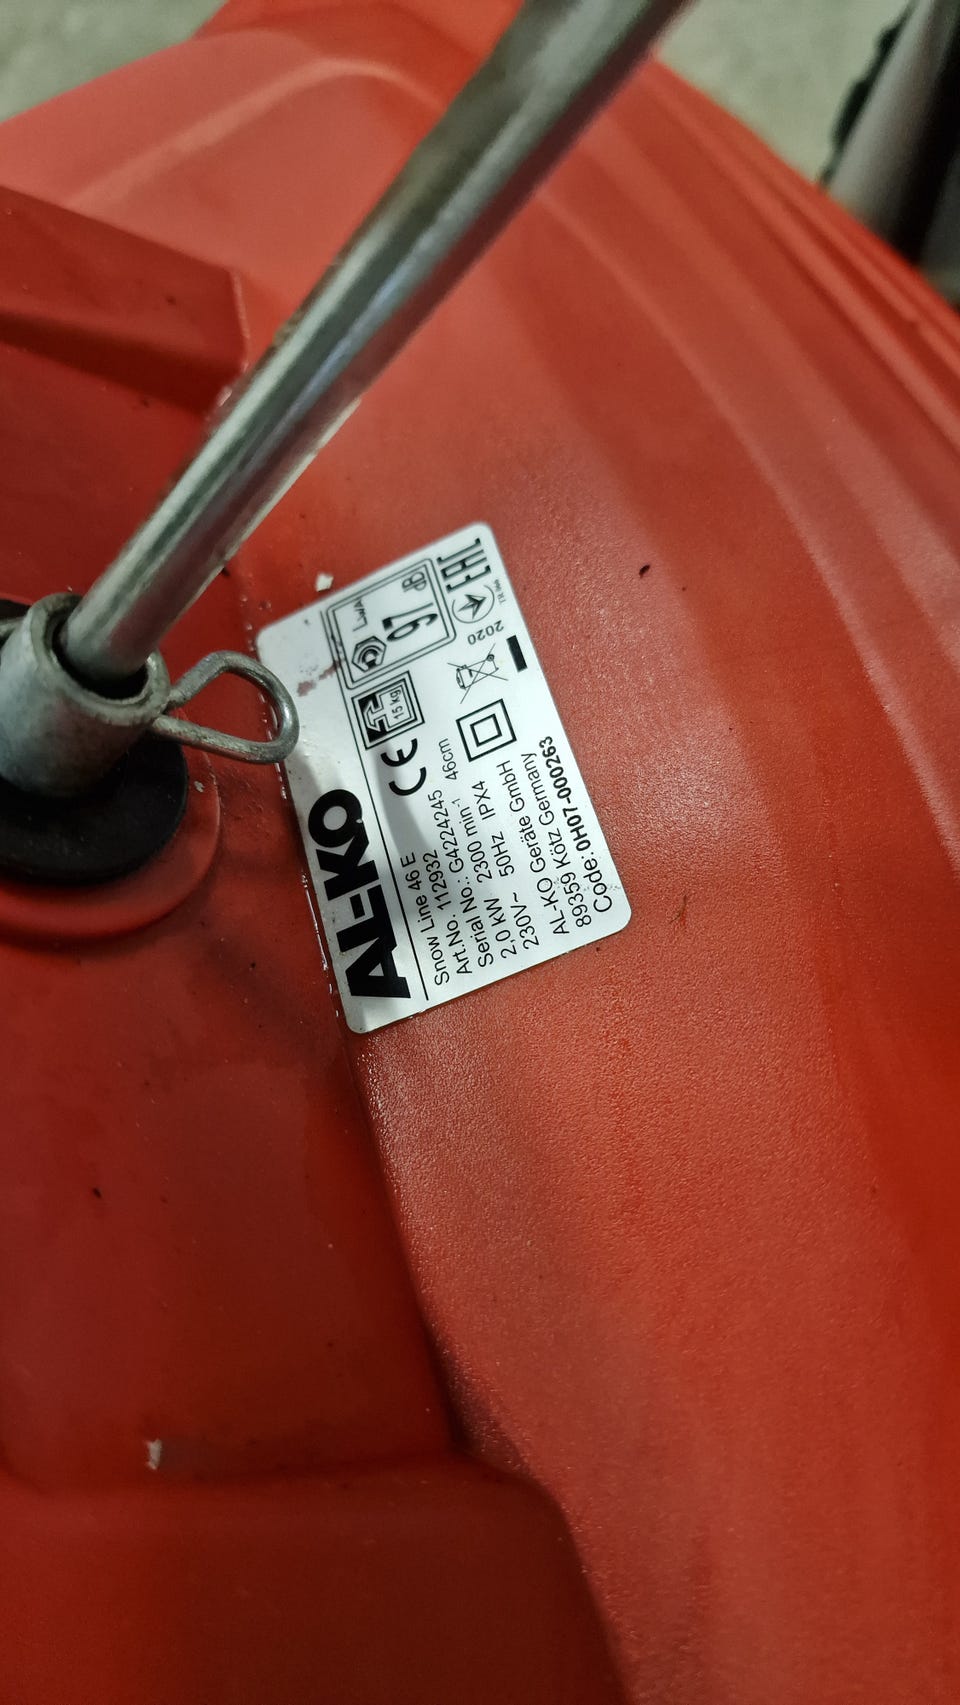 AL-KO
Snow Line 46 E
Art.No. 112932
Serial No.: G4224245
2,0 kW 2300 min⁻¹ 46cm
230V~ 50Hz IPX4
AL-KO Geräte GmbH
89359 Kötz Germany
Code: 0H07-000263
CE
15 kg
LWA
97
dB
2020
EAC